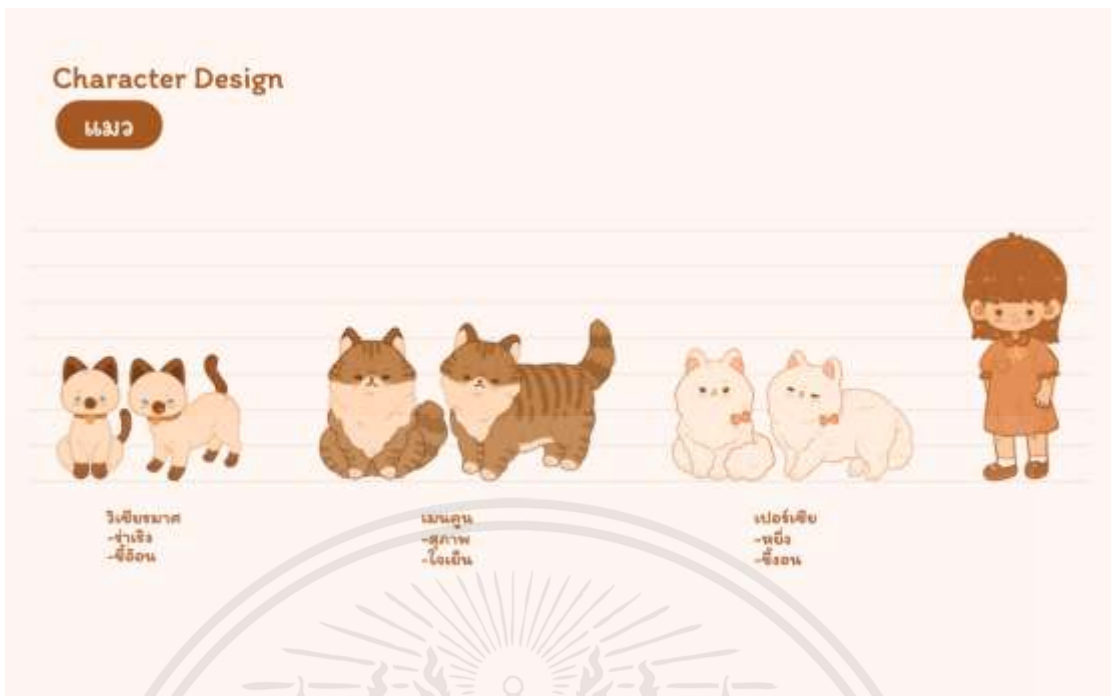 Character Design
แมว
วิเชียรมาศ
-ร่าเริง
-ขี้อ้อน
เมนคูน
-สุภาพ
-ใจเย็น
เปอร์เซีย
-หยิ่ง
-ขี้งอน